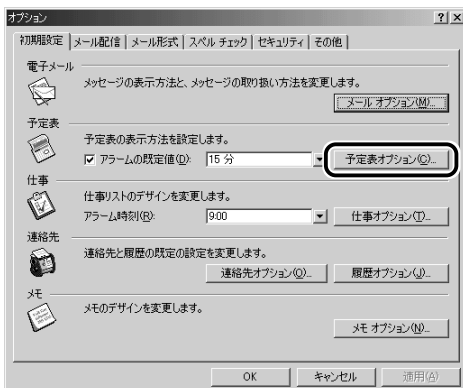 オプション
初期設定 メール配信 メール形式 スペル チェック セキュリティ その他
電子メール
メッセージの表示方法と、メッセージの取り扱い方法を変更します。
メール オプション(M)...
予定表
予定表の表示方法を設定します。
アラームの既定値(D): 15 分 予定表オプション(C)...
仕事
仕事リストのデザインを変更します。
アラーム時刻(R): 9:00 仕事オプション(T)...
連絡先
連絡先と履歴の既定の設定を変更します。
連絡先オプション(O)... 履歴オプション(J)...
メモ
メモのデザインを変更します。
メモ オプション(N)...
OK キャンセル 適用(A)